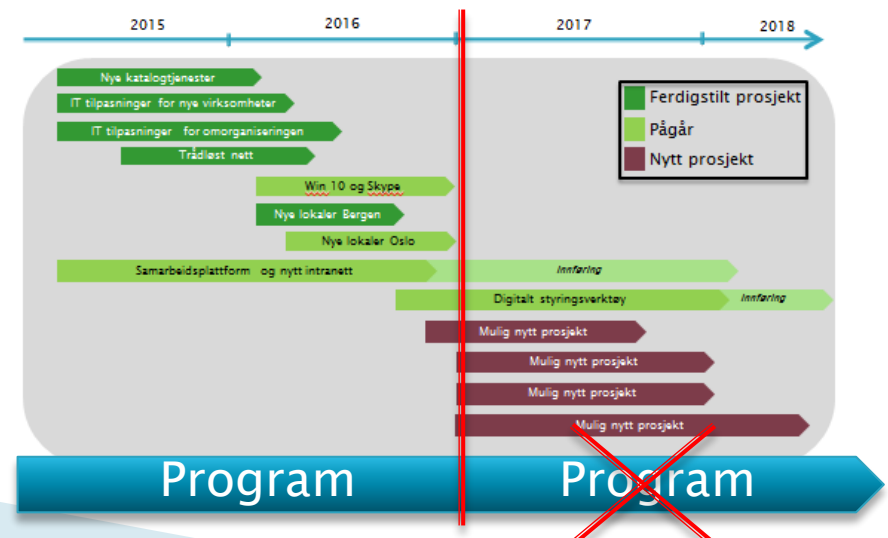 2015 2016 2017 2018
Nye katalogtjenester
IT tilpasninger for nye virksomheter
IT tilpasninger for omorganiseringen
Trådløst nett
Win 10 og Skype
Nye lokaler Bergen
Nye lokaler Oslo
Samarbeidsplattform og nytt intranett Innføring
Digitalt styringsverktøy Innføring
Mulig nytt prosjekt
Mulig nytt prosjekt
Mulig nytt prosjekt
Mulig nytt prosjekt
Ferdigstilt prosjekt
Pågår
Nytt prosjekt
Program Program